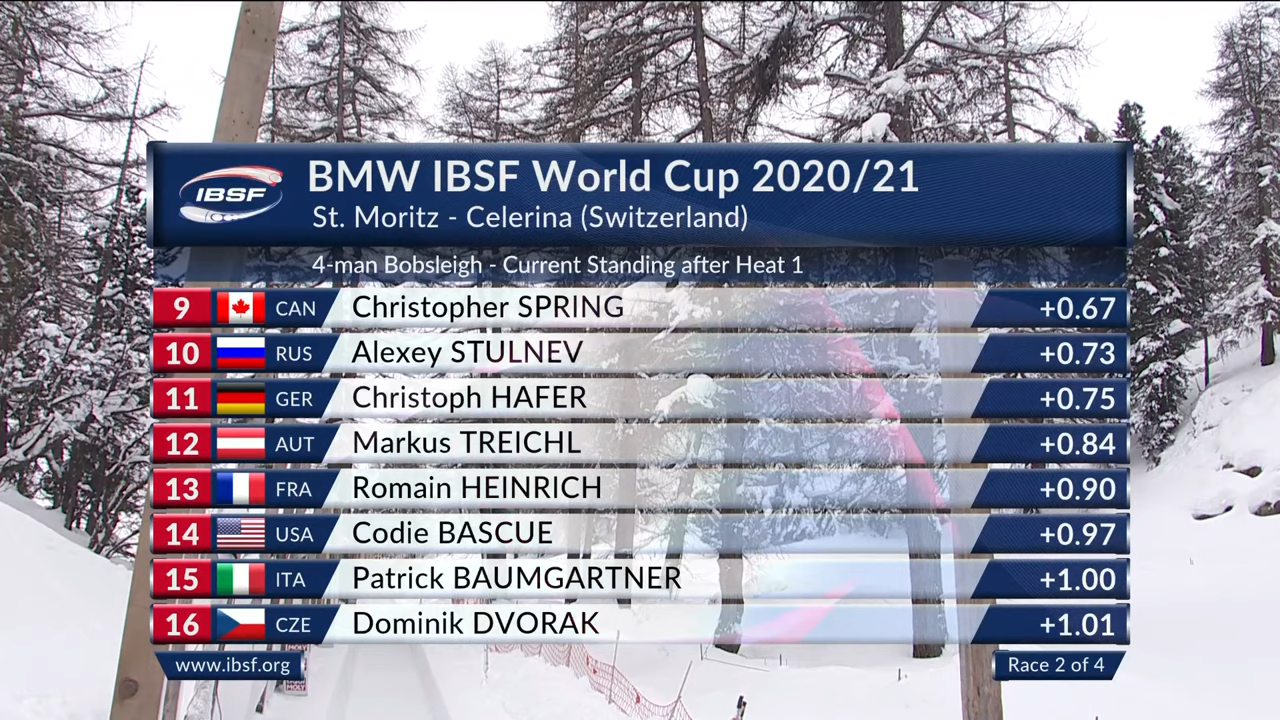 IBSF
BMW IBSF World Cup 2020/21
St. Moritz - Celerina (Switzerland)
4-man Bobsleigh - Current Standing after Heat 1
9 CAN Christopher SPRING +0.67
10 RUS Alexey STULNEV +0.73
11 GER Christoph HAFER +0.75
12 AUT Markus TREICHL +0.84
13 FRA Romain HEINRICH +0.90
14 USA Codie BASCUE +0.97
15 ITA Patrick BAUMGARTNER +1.00
16 CZE Dominik DVORAK +1.01
www.ibsf.org Race 2 of 4